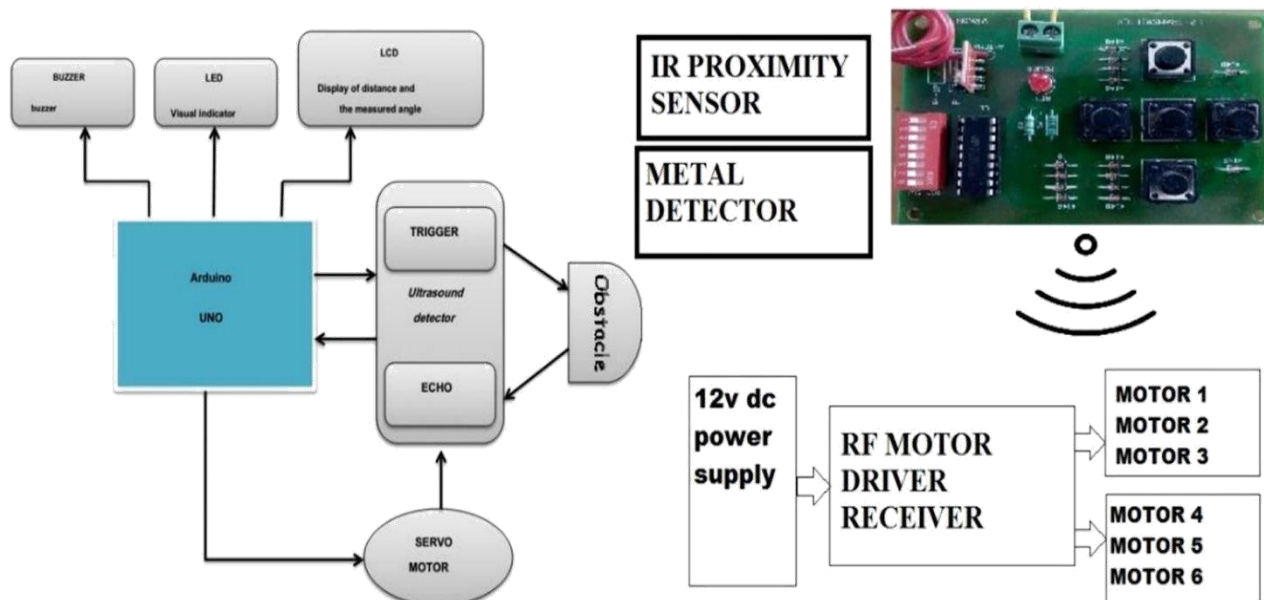 BUZZER
buzzer
LED
Visual indicator
LCD
Display of distance and
the measured angle
Arduino
UNO
TRIGGER
Ultrasound
detector
ECHO
Obstacle
SERVO
MOTOR
IR PROXIMITY
SENSOR
METAL
DETECTOR
12v dc
power
supply
RF MOTOR
DRIVER
RECEIVER
MOTOR 1
MOTOR 2
MOTOR 3
MOTOR 4
MOTOR 5
MOTOR 6